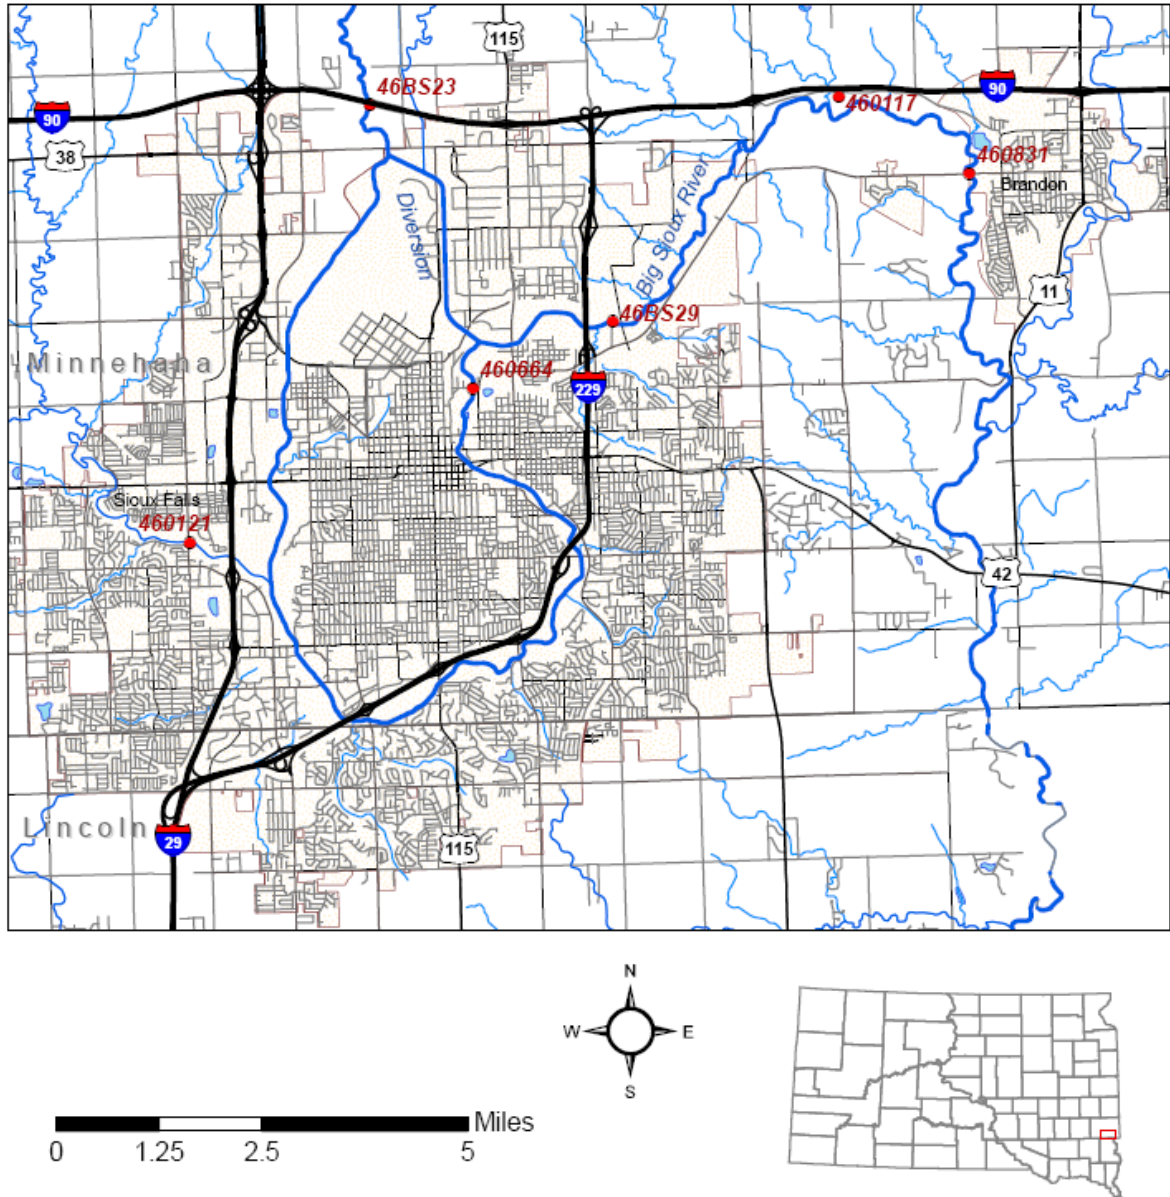 115
46BS23
90
460117
90
38
460831
Brandon
Diversion
Big Sioux River
11
46BS29
Minnehaha
460664
229
Sioux Falls
460121
42
Lincoln
29
115
N
W E
S
Miles
0 1.25 2.5 5